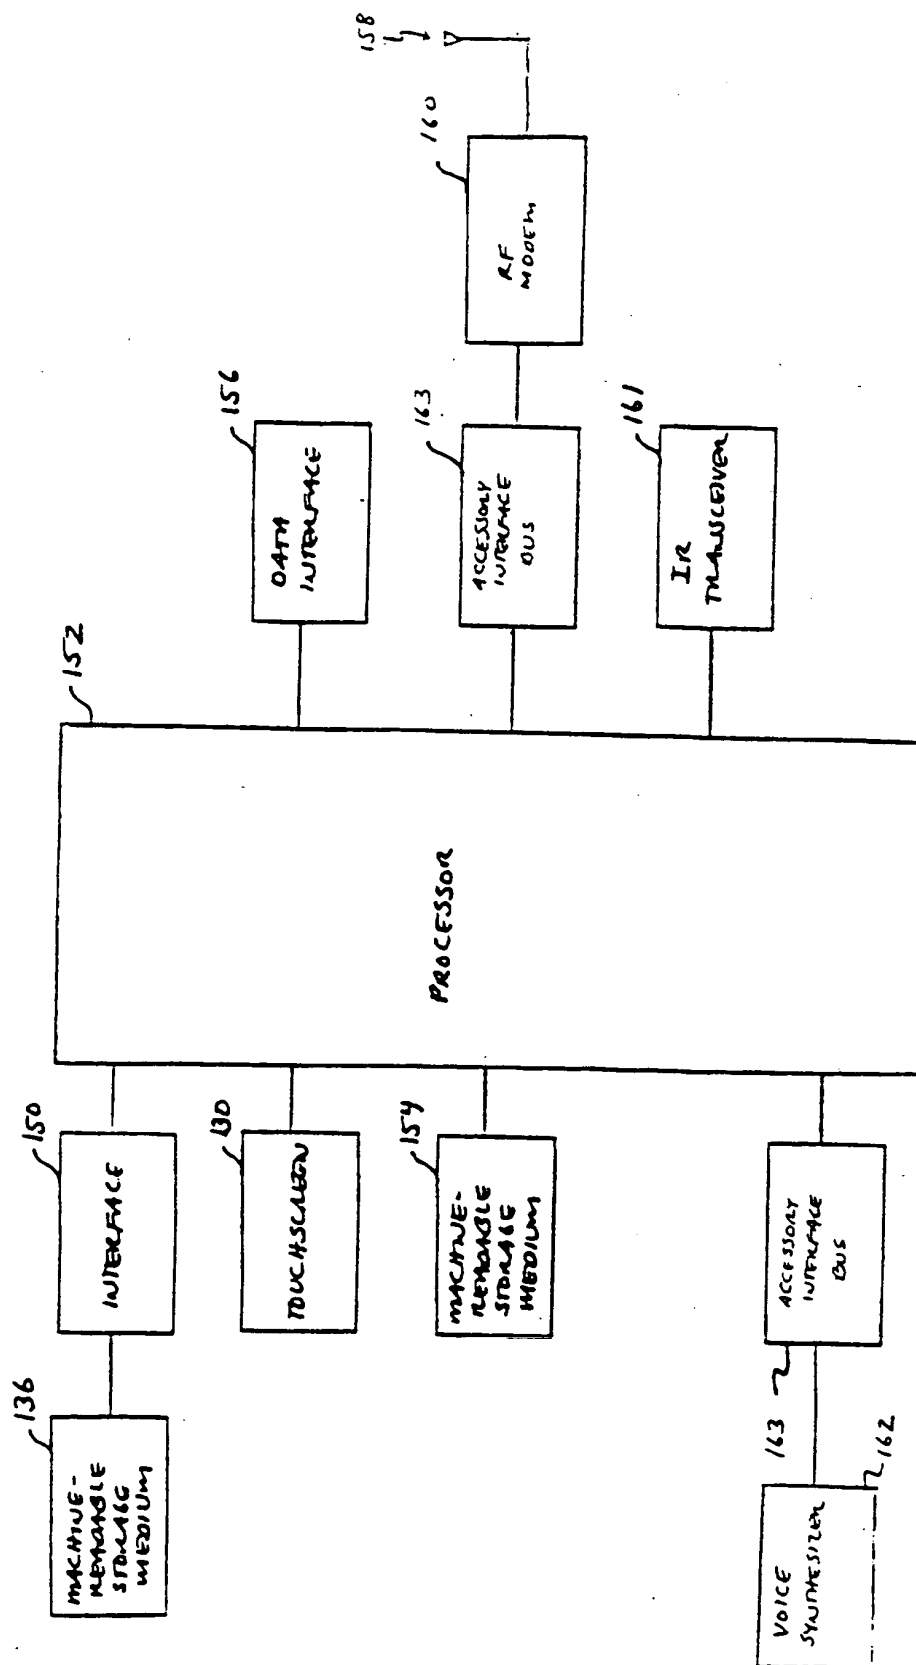 136
MACHINE-
READABLE
STORAGE
MEDIUM
150
INTERFACE
130
TOUCHSCREEN
154
MACHINE-
READABLE
STORAGE
MEDIUM
VOICE
SYNTHESIZER
162
163
ACCESSORY
INTERFACE
BUS
152
PROCESSOR
156
DATA
INTERFACE
163
ACCESSORY
INTERFACE
BUS
161
IR
TRANSCEIVER
160
RF
MODEM
158